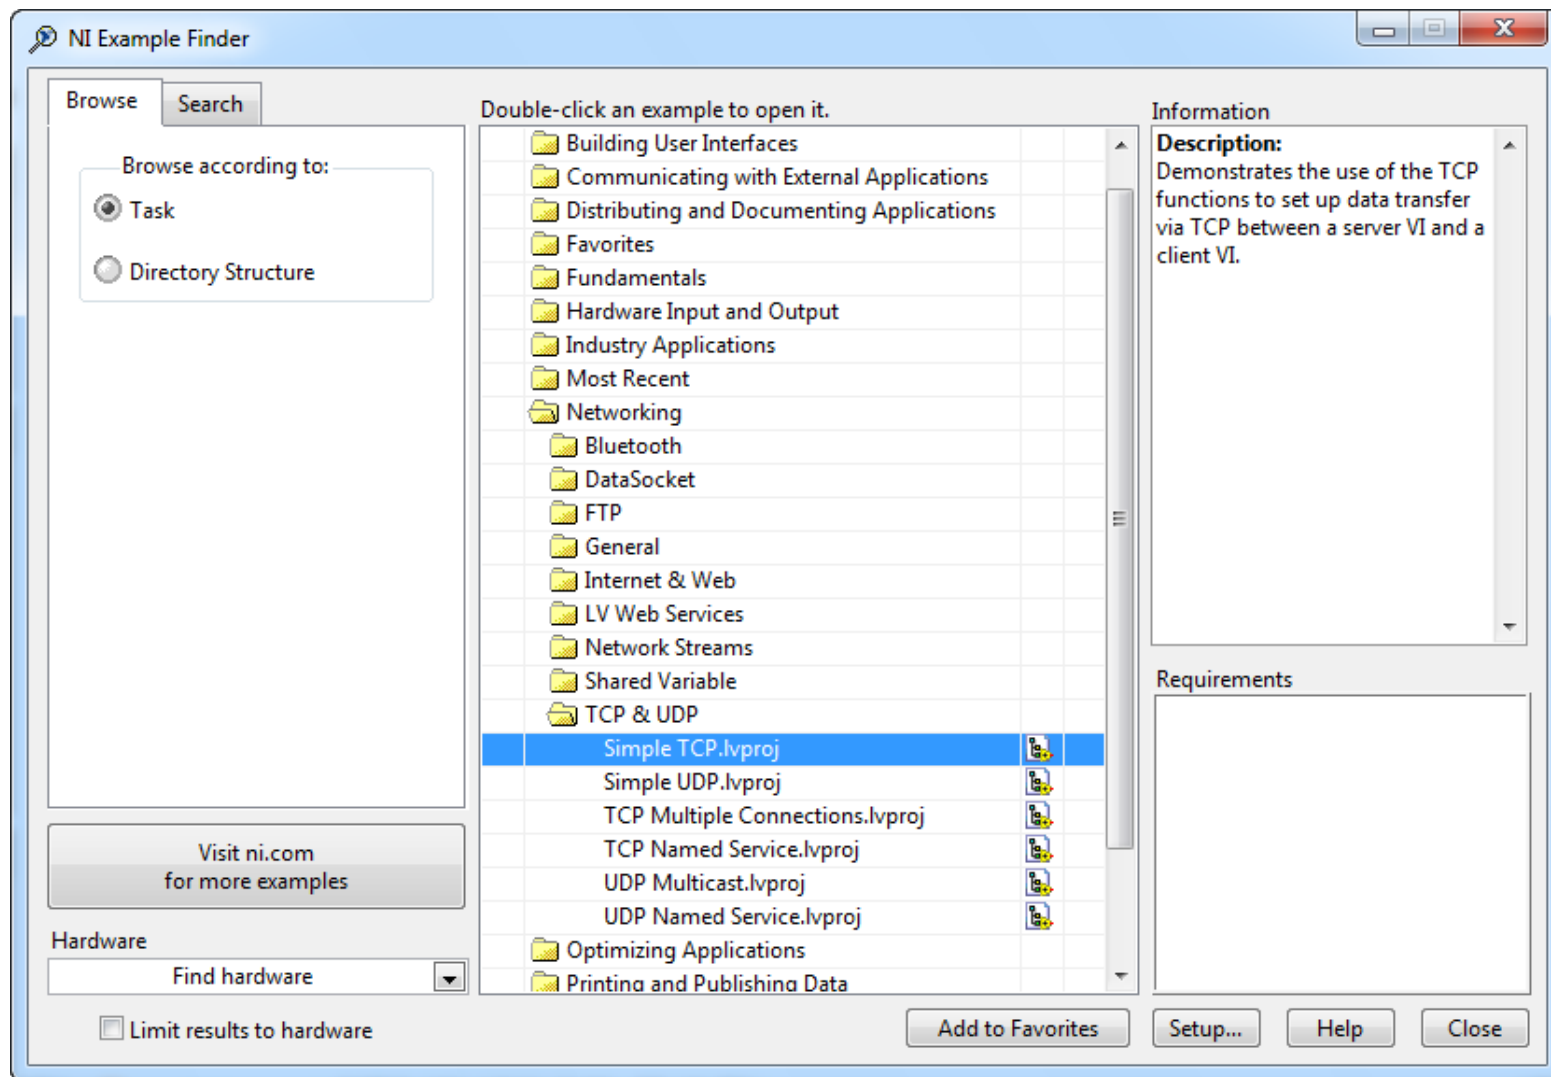 NI Example Finder
Browse
Search
Browse according to:
Task
Directory Structure
Visit ni.com
for more examples
Hardware
Find hardware
Limit results to hardware
Double-click an example to open it.
Building User Interfaces
Communicating with External Applications
Distributing and Documenting Applications
Favorites
Fundamentals
Hardware Input and Output
Industry Applications
Most Recent
Networking
Bluetooth
DataSocket
FTP
General
Internet & Web
LV Web Services
Network Streams
Shared Variable
TCP & UDP
Simple TCP.lvproj
Simple UDP.lvproj
TCP Multiple Connections.lvproj
TCP Named Service.lvproj
UDP Multicast.lvproj
UDP Named Service.lvproj
Optimizing Applications
Printing and Publishing Data
Information
Description:
Demonstrates the use of the TCP
functions to set up data transfer
via TCP between a server VI and a
client VI.
Requirements
Add to Favorites
Setup...
Help
Close